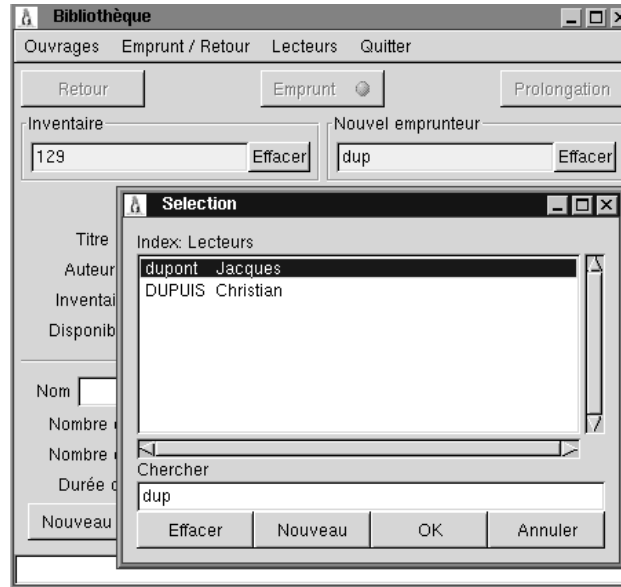 Bibliothèque
Ouvrages Emprunt / Retour Lecteurs Quitter
Retour Emprunt Prolongation
Inventaire Nouvel emprunteur
129 Effacer dup Effacer
Selection
Index: Lecteurs
dupont Jacques
DUPUIS Christian
Titre
Auteur
Inventai
Disponib
Nom
Nombre
Nombre
Durée
Chercher
dup
Nouveau
Effacer Nouveau OK Annuler